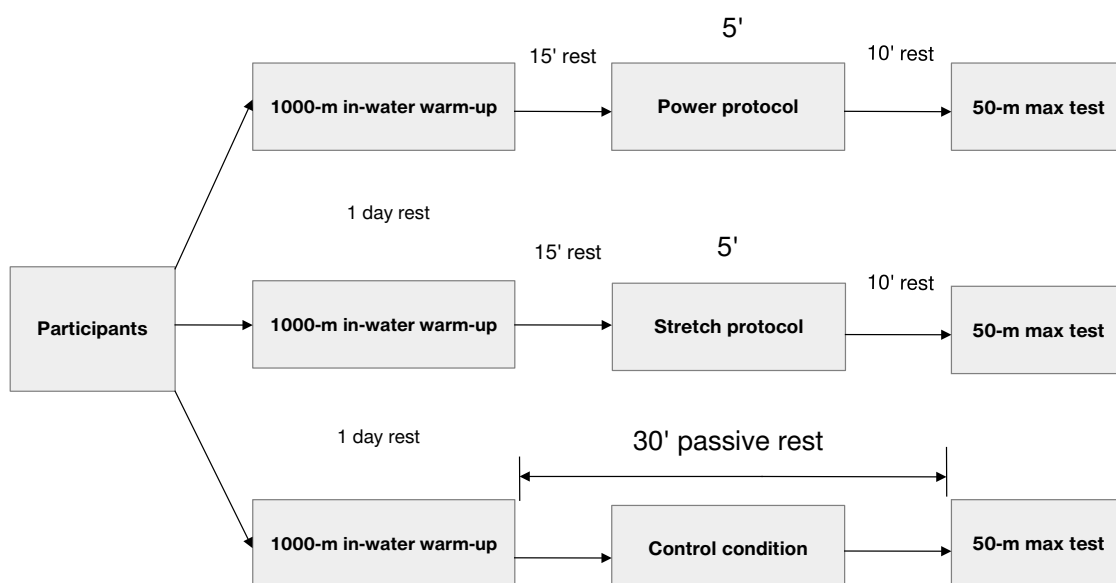 5'
15' rest
10' rest
1000-m in-water warm-up
Power protocol
50-m max test
1 day rest
15' rest
5'
10' rest
Participants
1000-m in-water warm-up
Stretch protocol
50-m max test
1 day rest
30' passive rest
1000-m in-water warm-up
Control condition
50-m max test